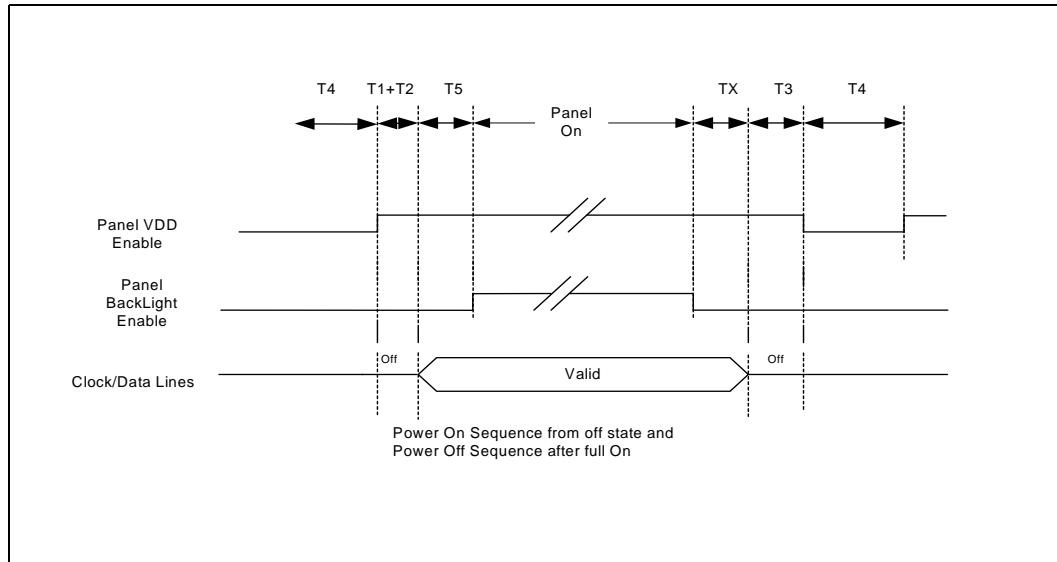 T4
T1+T2
T5
Panel
On
TX
T3
T4
Panel VDD
Enable
Panel
BackLight
Enable
Off
Off
Clock/Data Lines
Valid
Power On Sequence from off state and
Power Off Sequence after full On